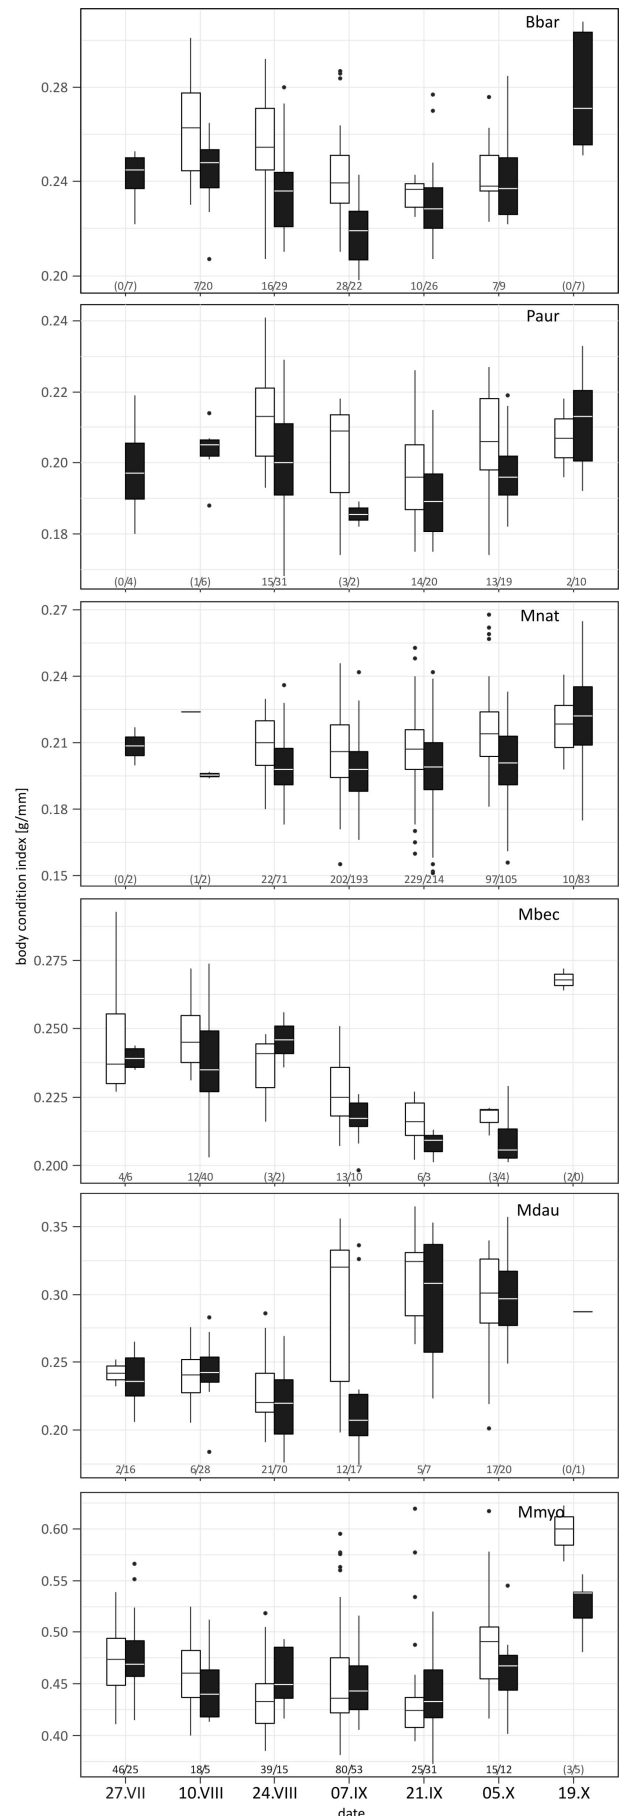 Bbar
0.28
0.24
0.20
(0/7) 7/20 16/29 28/22 10/26 7/9 (0/7)
Paur
0.24
0.22
0.20
0.18
(0/4) (1/6) 15/31 (3/2) 14/20 13/19 2/10
Mnat
0.27
0.24
0.21
0.18
0.15
(0/2) (1/2) 22/71 202/193 229/214 97/105 10/83
body condition index [g/mm]
Mbec
0.275
0.250
0.225
0.200
4/6 12/40 (3/2) 13/10 6/3 (3/4) (2/0)
Mdau
0.35
0.30
0.25
0.20
2/16 6/28 21/70 12/17 5/7 17/20 (0/1)
Mmyo
0.60
0.55
0.50
0.45
0.40
46/25 18/5 39/15 80/53 25/31 15/12 (3/5)
27.VII 10.VIII 24.VIII 07.IX 21.IX 05.X 19.X
date